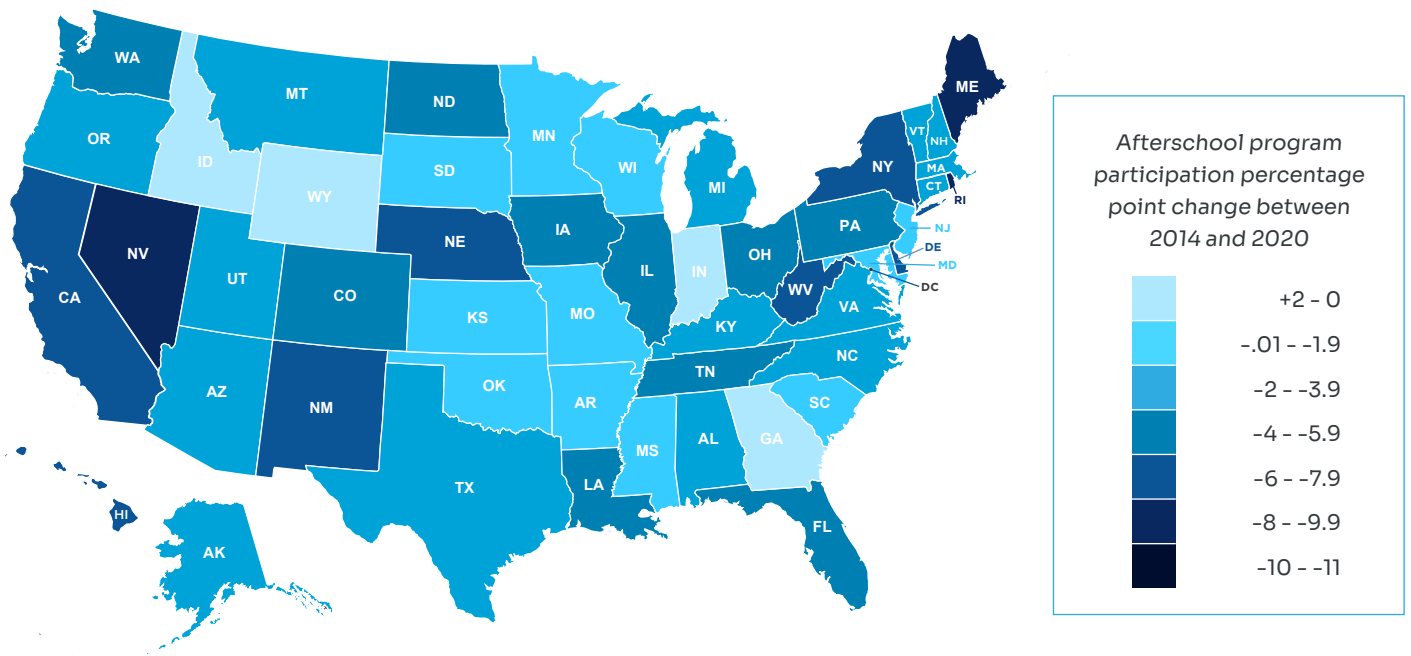 WA
MT
ND
MN
ME
OR
ID
SD
WI
MI
NY
VT
NH
MA
CT
RI
WY
NE
IA
PA
NJ
NV
UT
CO
IL
IN
OH
DE
MD
DC
CA
KS
MO
WV
VA
KY
AZ
NM
OK
TN
NC
AR
SC
TX
MS
AL
GA
LA
HI
AK
FL
Afterschool program
participation percentage
point change between
2014 and 2020
+2 - 0
-.01 - -1.9
-2 - -3.9
-4 - -5.9
-6 - -7.9
-8 - -9.9
-10 - -11